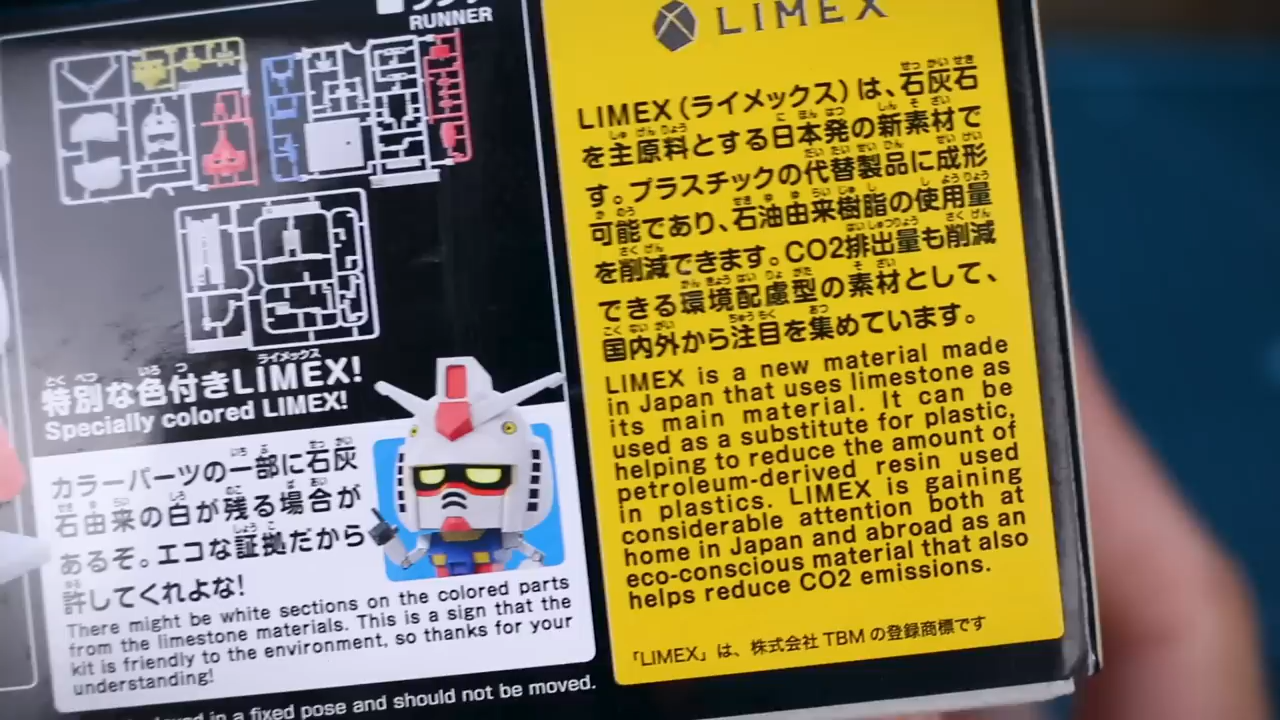 RUNNER
特別な色付きLIMEX!
Specially colored LIMEX!
カラーパーツの一部に石灰
石由来の白が残る場合が
あるぞ。エコな証拠だから
許してくれよな!
There might be white sections on the colored parts
from the limestone materials. This is a sign that the
kit is friendly to the environment, so thanks for your
understanding!
in a fixed pose and should not be moved.
LIMEX
LIMEX(ライメックス)は、石灰石
を主原料とする日本発の新素材で
す。プラスチックの代替製品に成形
可能であり、石油由来樹脂の使用量
を削減できます。CO2排出量も削減
できる環境配慮型の素材として、
国内外から注目を集めています。
LIMEX is a new material made
in Japan that uses limestone as
its main material. It can be
used as a substitute for plastic,
helping to reduce the amount of
petroleum-derived resin used
in plastics. LIMEX is gaining
considerable attention both at
home in Japan and abroad as an
eco-conscious material that also
helps reduce CO2 emissions.
「LIMEX」は、株式会社TBMの登録商標です